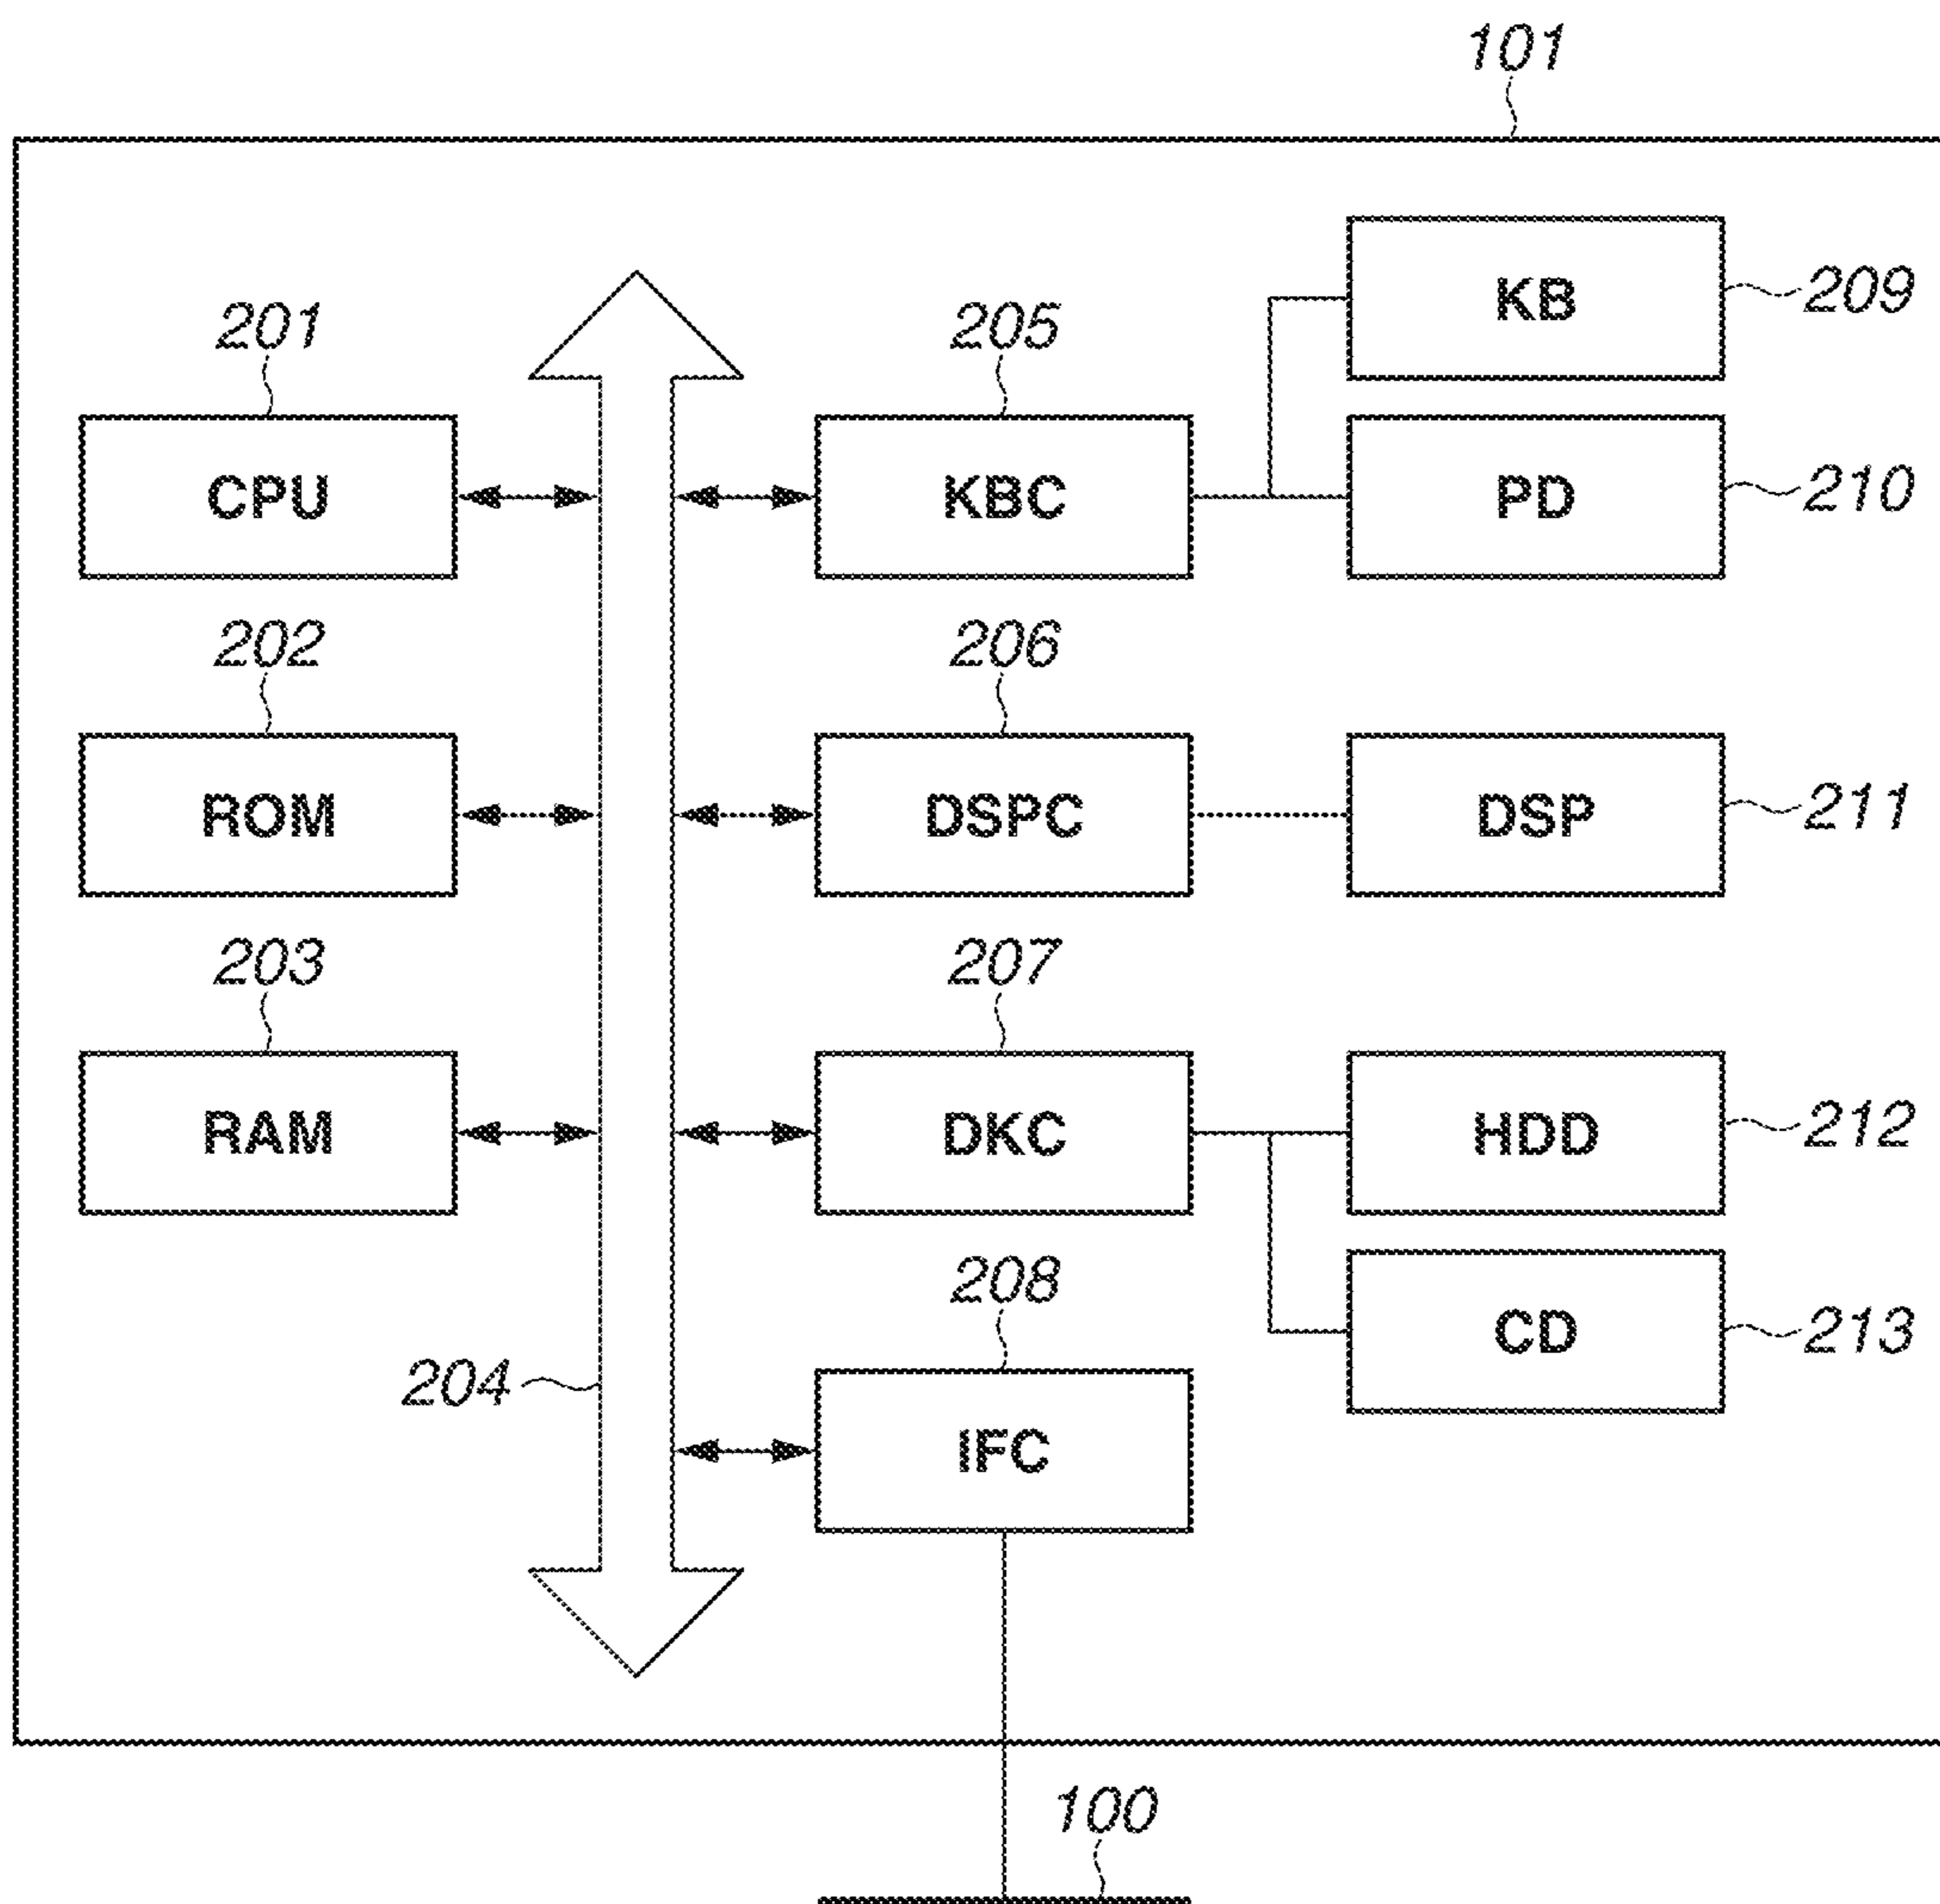 101
KB
209
201
205
CPU
KBC
PD
210
202
206
ROM
DSPC
DSP
211
203
207
RAM
DKC
HDD
212
208
CD
213
204
IFC
100